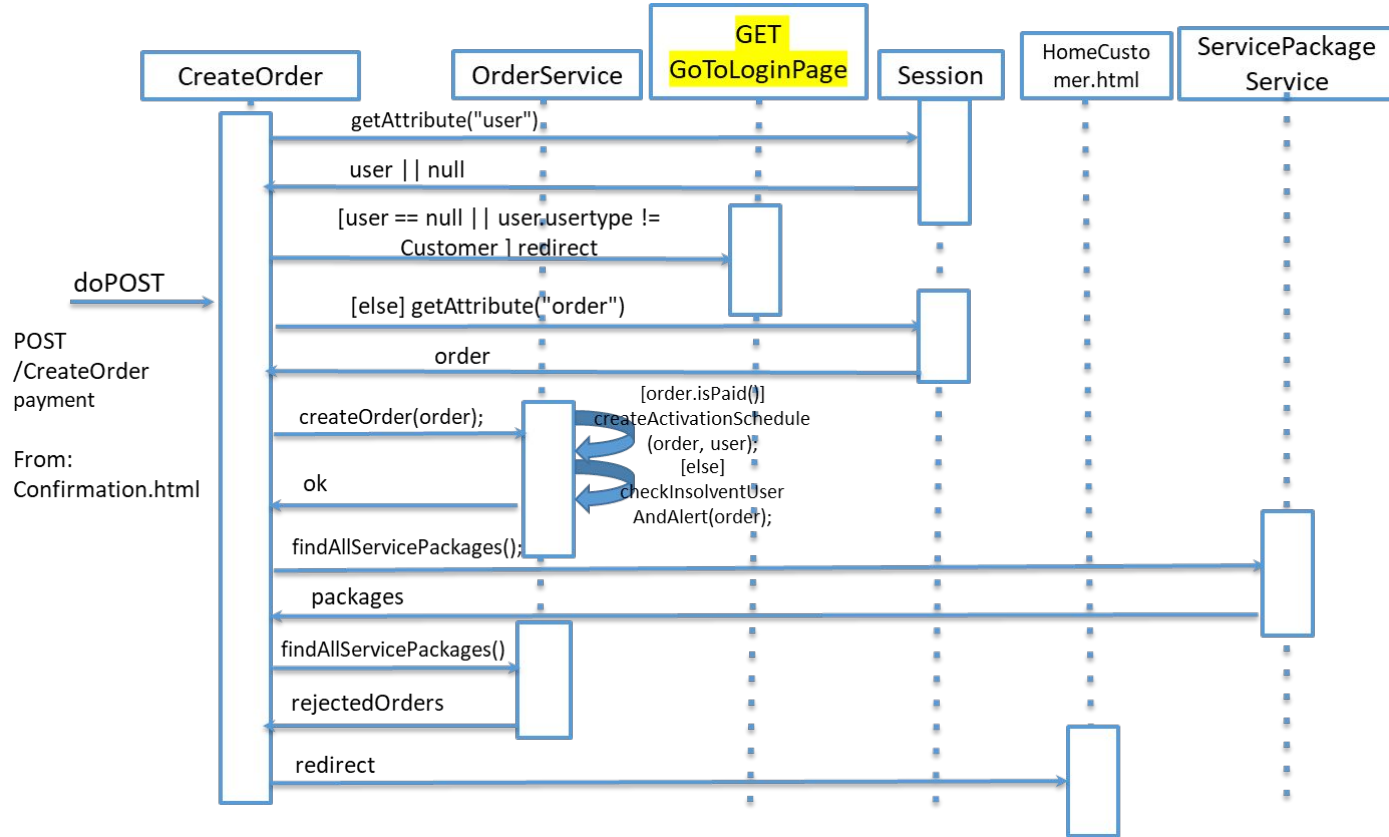 CreateOrder
OrderService
GET
GoToLoginPage
Session
HomeCusto
mer.html
ServicePackage
Service
getAttribute("user")
user || null
[user == null || user.usertype !=
Customer ] redirect
doPOST
[else] getAttribute("order")
POST
/CreateOrder
payment
order
[order.isPaid()]
createActivationSchedule
(order, user);
[else]
checkInsolventUser
AndAlert(order);
createOrder(order);
From:
Confirmation.html
ok
findAllServicePackages();
packages
findAllServicePackages()
rejectedOrders
redirect